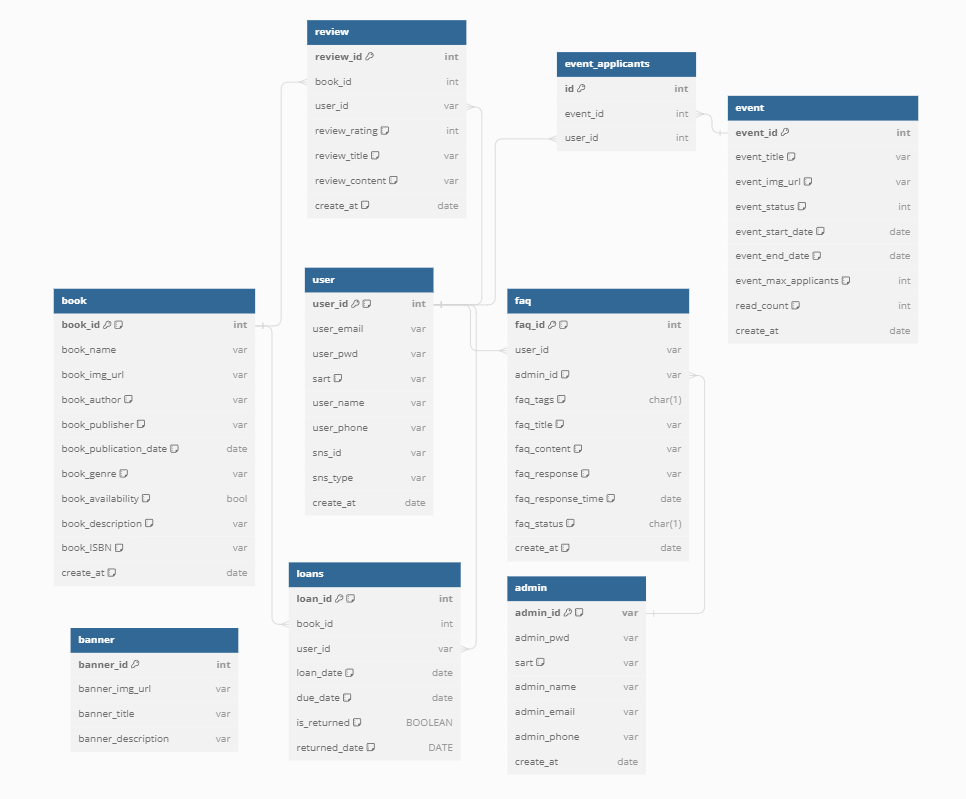 review
review_id int
book_id int
user_id var
review_rating int
review_title var
review_content var
create_at date
event_applicants
id int
event_id int
user_id int
event
event_id int
event_title var
event_img_url var
event_status int
event_start_date date
event_end_date date
event_max_applicants int
read_count int
create_at date
book
book_id int
book_name var
book_img_url var
book_author var
book_publisher var
book_publication_date date
book_genre var
book_availability bool
book_description var
book_ISBN var
create_at date
user
user_id int
user_email var
user_pwd var
sart var
user_name var
user_phone var
sns_id var
sns_type var
create_at date
faq
faq_id int
user_id var
admin_id var
faq_tags char(1)
faq_title var
faq_content var
faq_response var
faq_response_time date
faq_status char(1)
create_at date
banner
banner_id int
banner_img_url var
banner_title var
banner_description var
loans
loan_id int
book_id int
user_id var
loan_date date
due_date date
is_returned BOOLEAN
returned_date DATE
admin
admin_id var
admin_pwd var
sart var
admin_name var
admin_email var
admin_phone var
create_at date